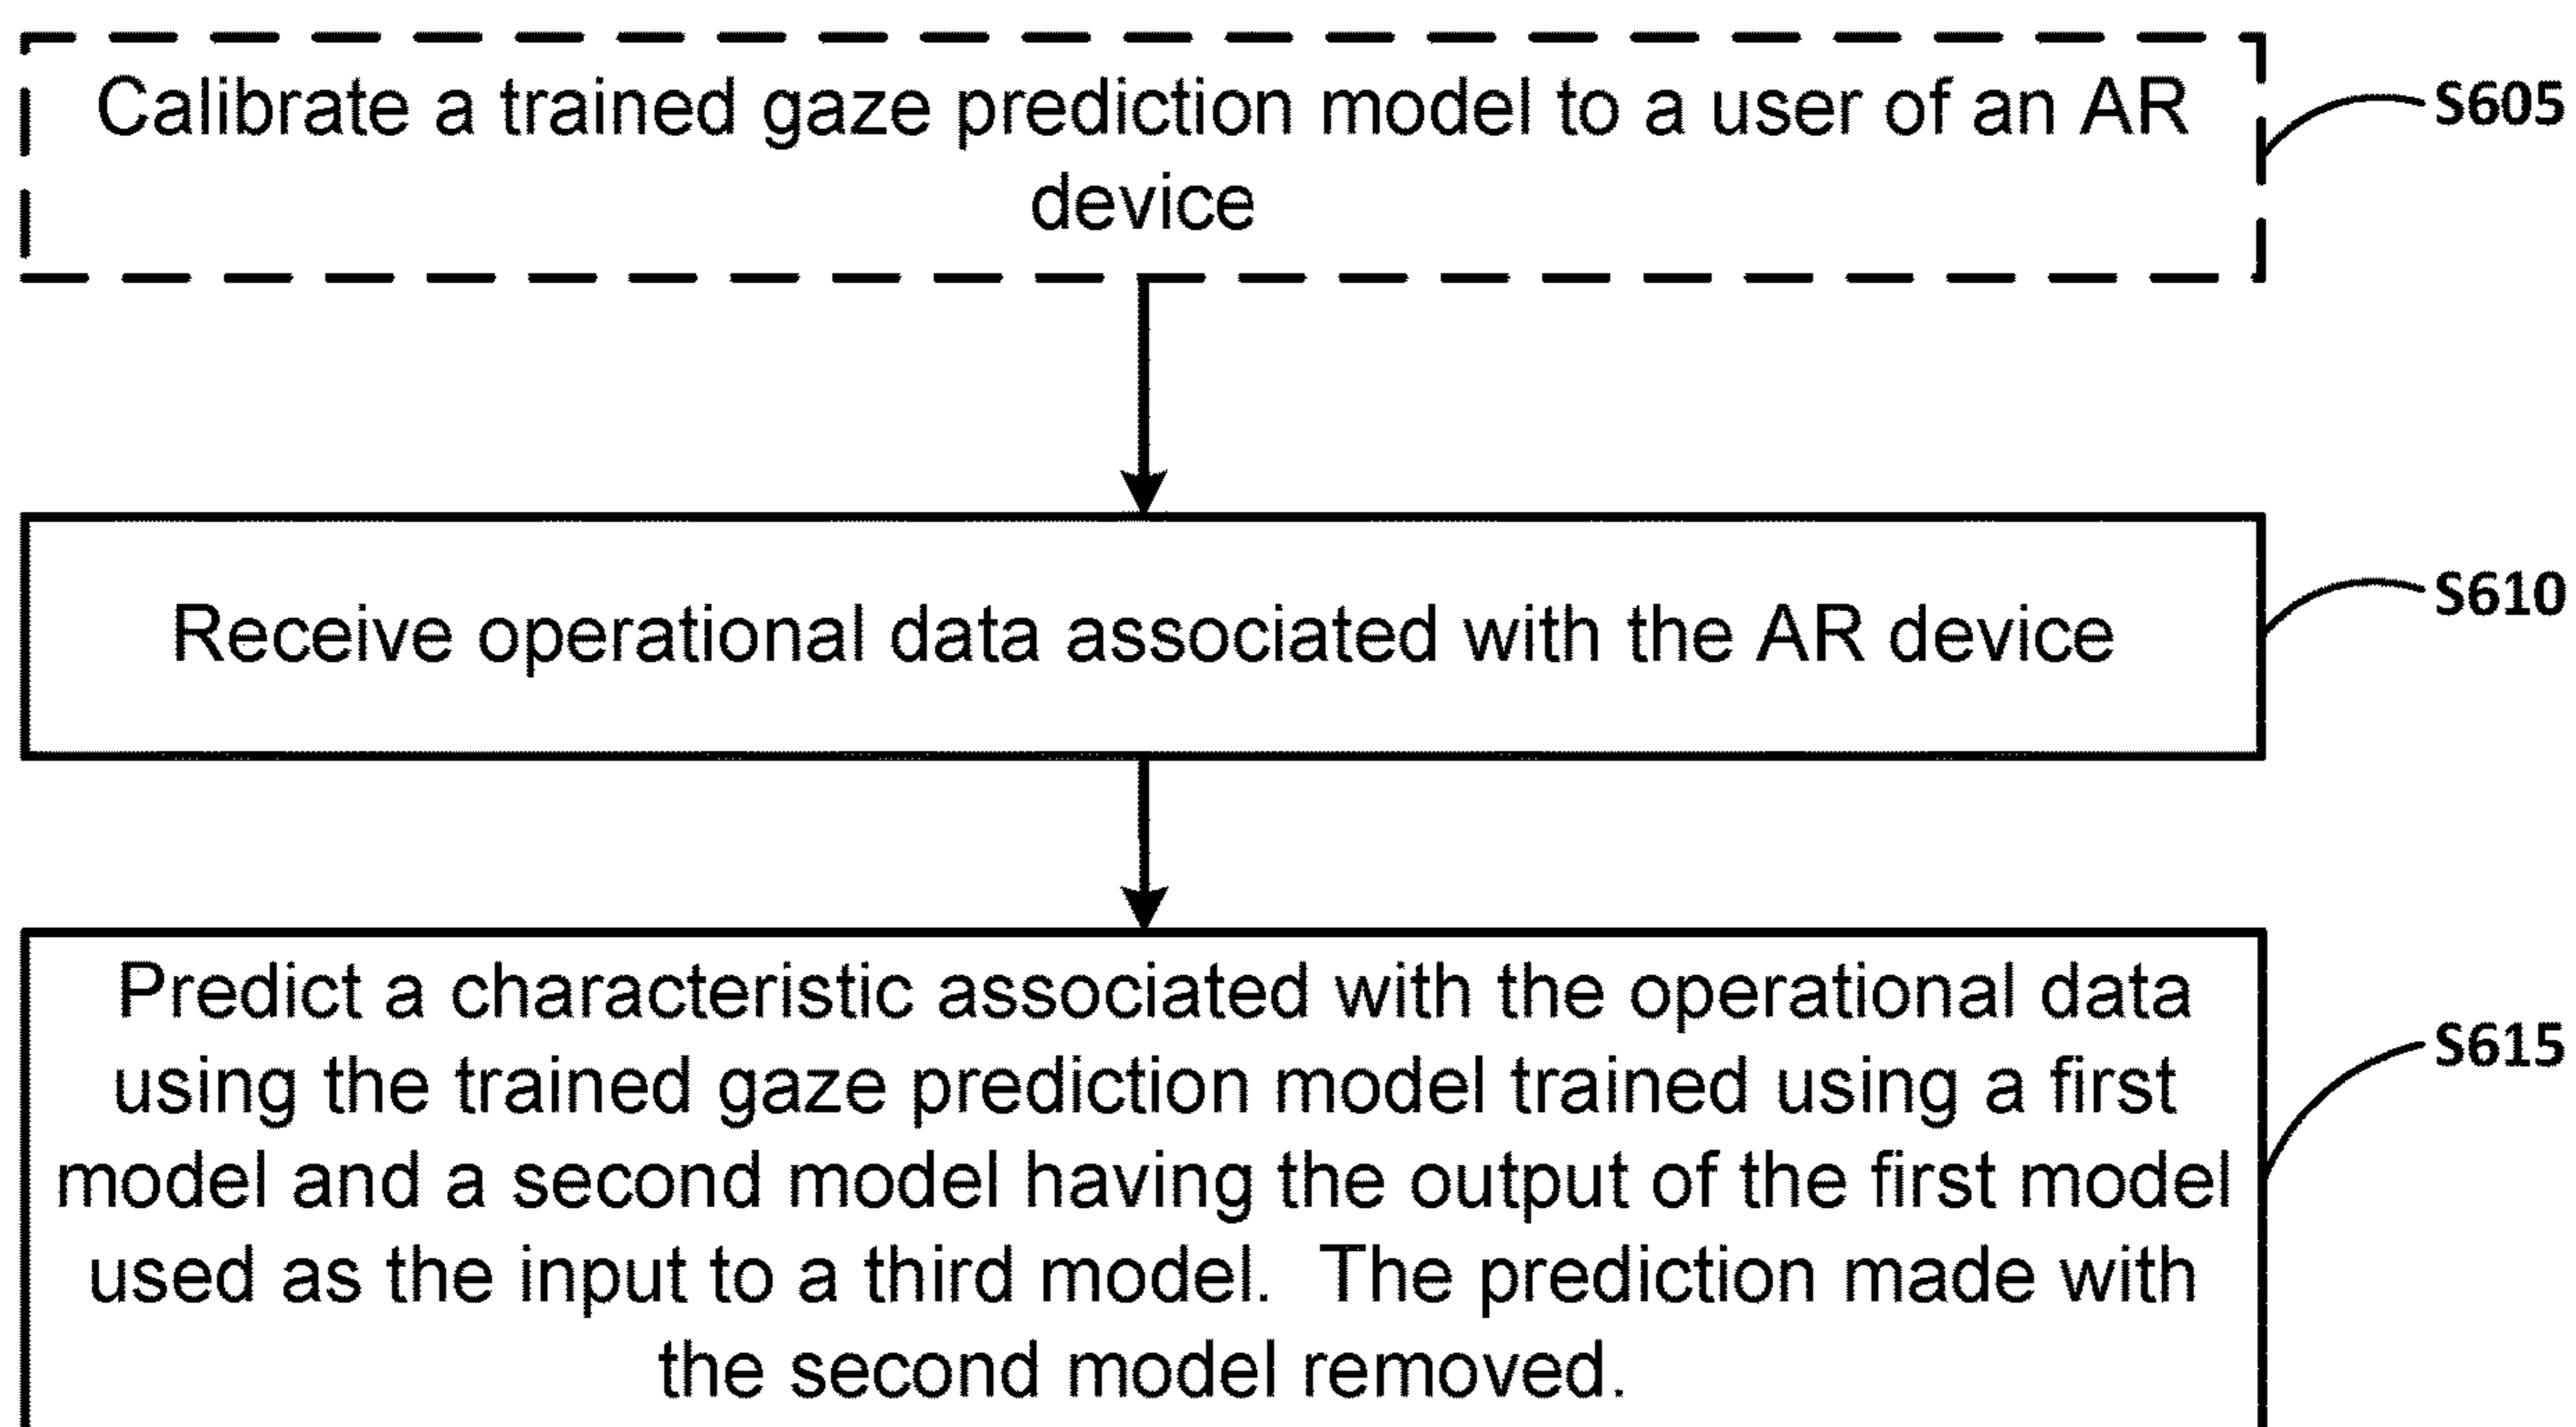 Calibrate a trained gaze prediction model to a user of an AR
device
S605
Receive operational data associated with the AR device
S610
Predict a characteristic associated with the operational data
using the trained gaze prediction model trained using a first
model and a second model having the output of the first model
used as the input to a third model.  The prediction made with
the second model removed.
S615